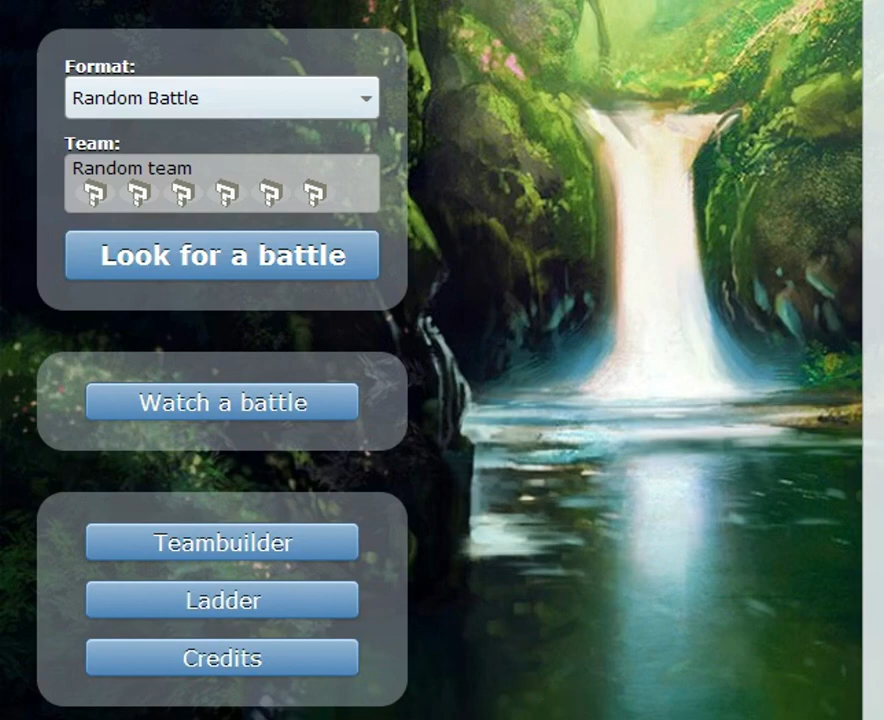 Format:
Random Battle
Team:
Random team
? ? ? ? ? ?
Look for a battle
Watch a battle
Teambuilder
Ladder
Credits